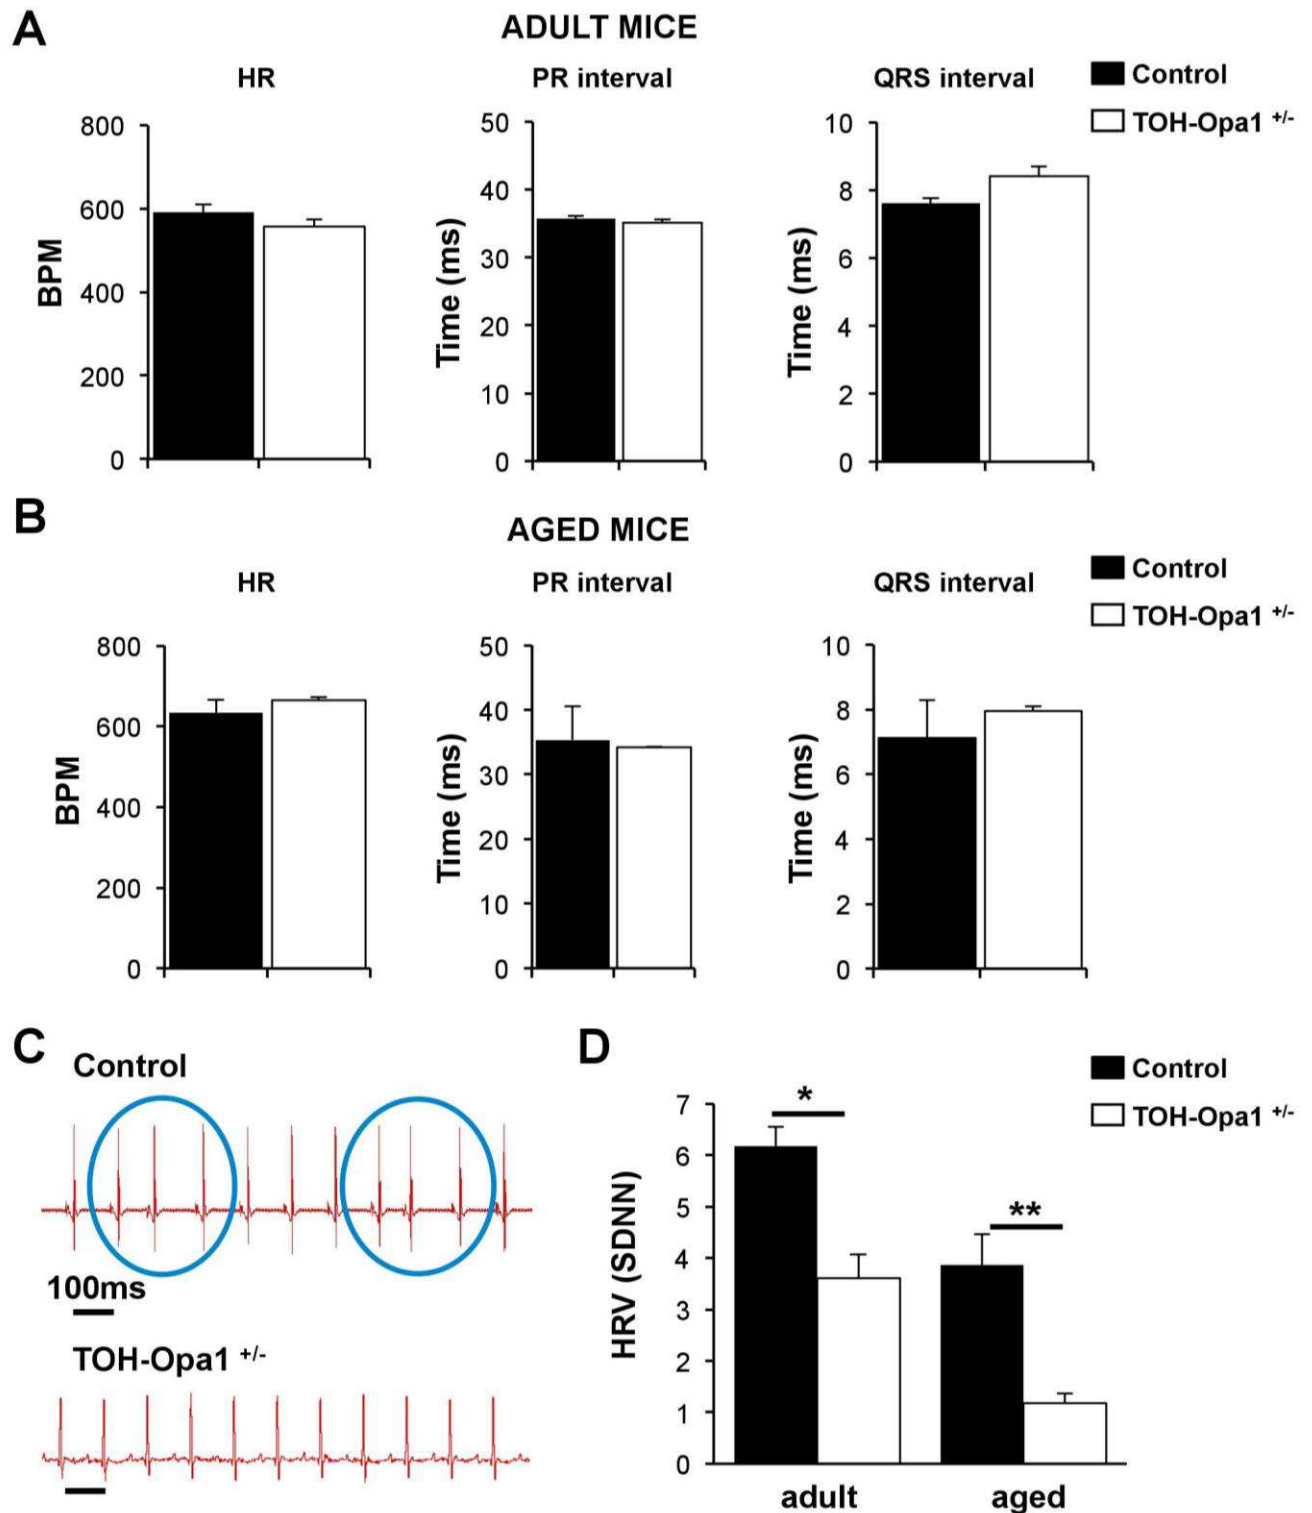 A
ADULT MICE
HR
PR interval
QRS interval
Control
TOH-Opa1 +/-
BPM
800
600
400
200
0
Time (ms)
50
40
30
20
10
0
Time (ms)
10
8
6
4
2
0
B
AGED MICE
HR
PR interval
QRS interval
Control
TOH-Opa1 +/-
BPM
800
600
400
200
0
Time (ms)
50
40
30
20
10
0
Time (ms)
10
8
6
4
2
0
C
Control
100ms
TOH-Opa1 +/-
D
Control
TOH-Opa1 +/-
HRV (SDNN)
7
6
5
4
3
2
1
0
*
**
adult
aged